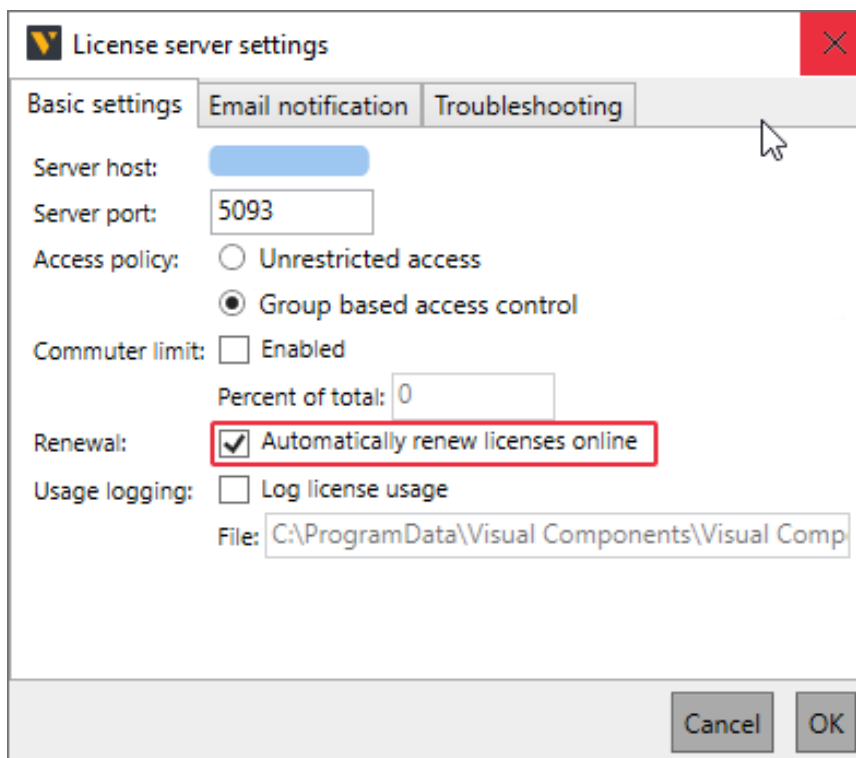 License server settings
Basic settings Email notification Troubleshooting
Server host:
Server port: 5093
Access policy: Unrestricted access
Group based access control
Commuter limit: Enabled
Percent of total: 0
Renewal: Automatically renew licenses online
Usage logging: Log license usage
File: C:\ProgramData\Visual Components\Visual Comp
Cancel OK